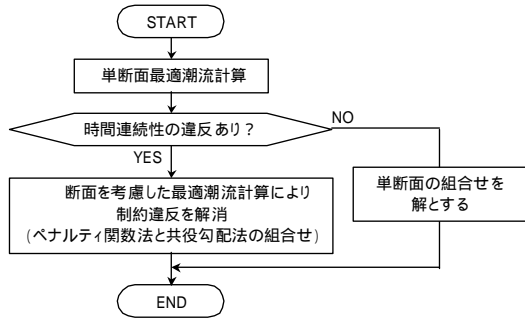 START
単断面最適潮流計算
時間連続性の違反あり？
NO
YES
断面を考慮した最適潮流計算により
制約違反を解消
(ペナルティ関数法と共役勾配法の組合せ)
単断面の組合せを
解とする
END